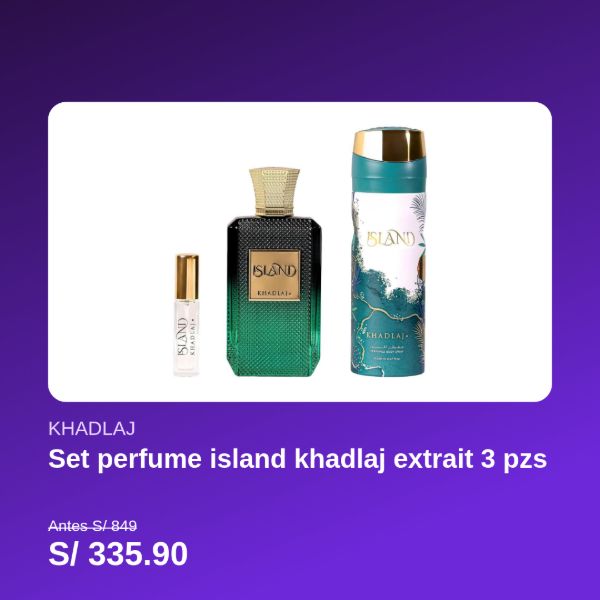 ISLAND
KHADLAJ
ISLAND
KHADLAJ
ISLAND
KHADLAJ
KHADLAJ
Set perfume island khadlaj extrait 3 pzs
Antes S/ 849
S/ 335.90